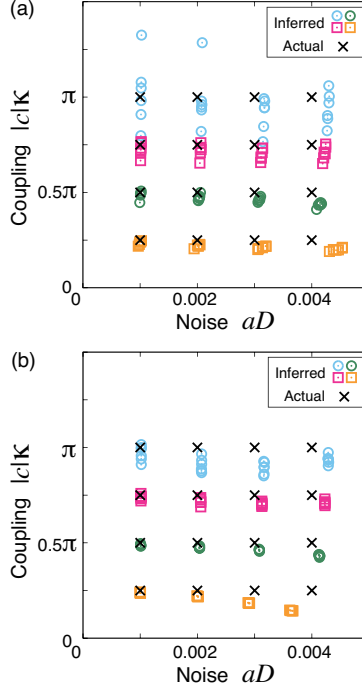 (a)
Inferred
Actual
Coupling |c|κ
π
0.5π
0
0 0.002 0.004
Noise aD
(b)
Inferred
Actual
Coupling |c|κ
π
0.5π
0
0 0.002 0.004
Noise aD